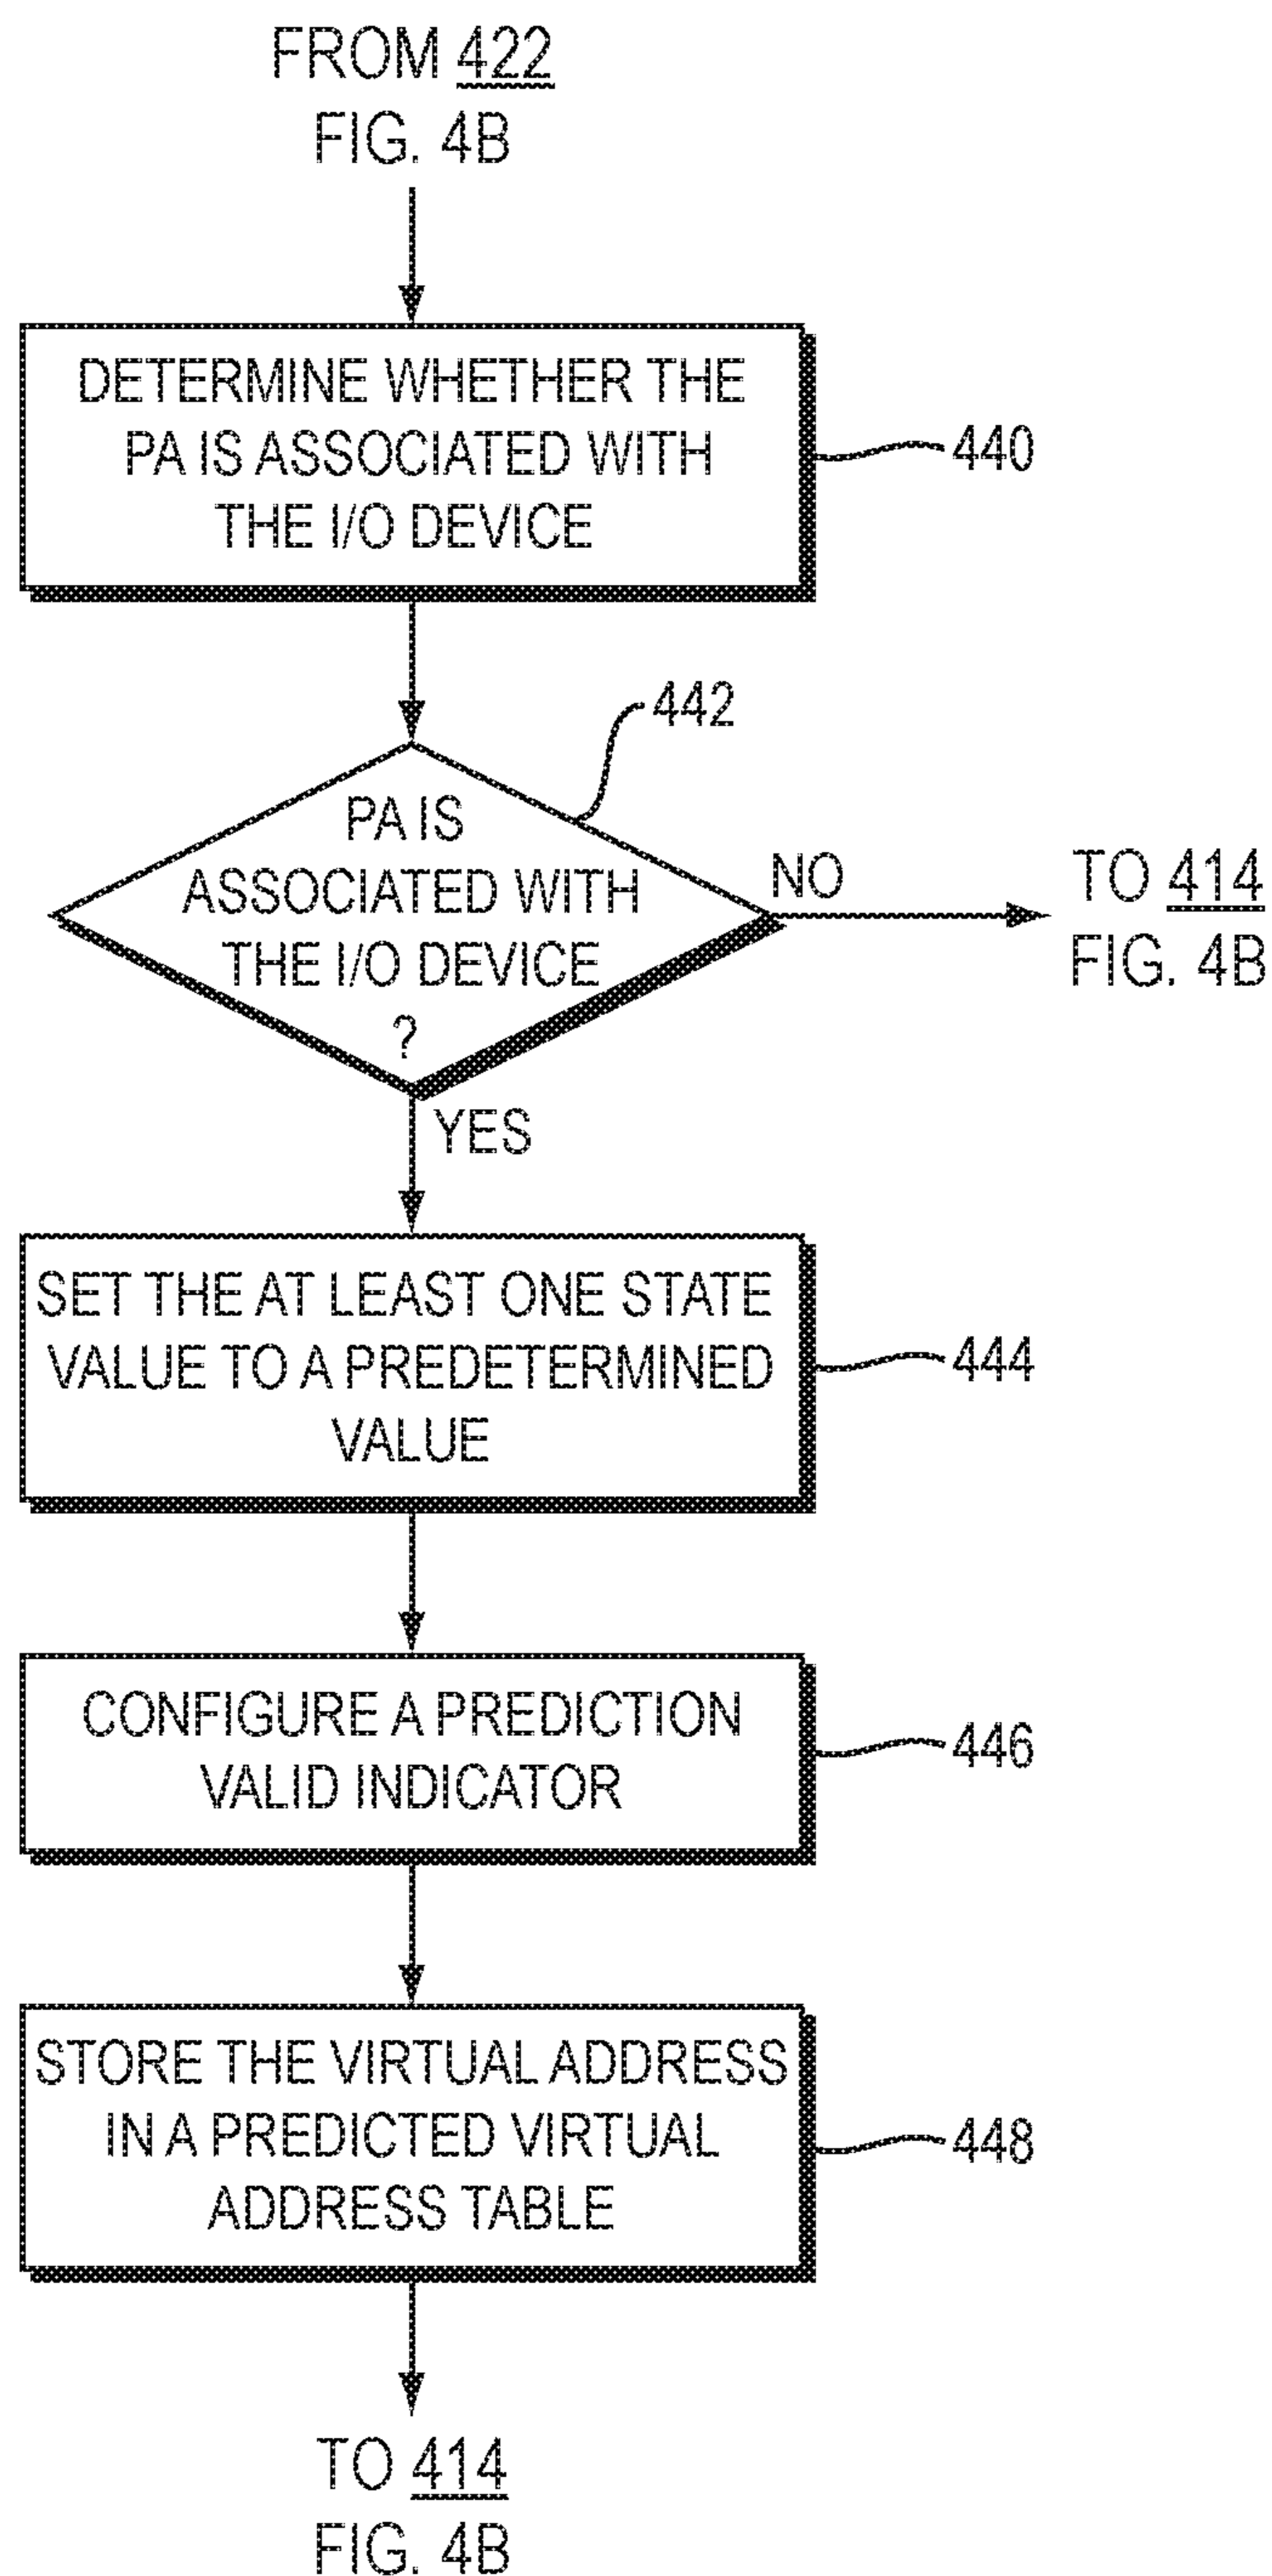 FROM 422
FIG. 4B
DETERMINE WHETHER THE
PA IS ASSOCIATED WITH
THE I/O DEVICE
440
442
PA IS
ASSOCIATED WITH
THE I/O DEVICE
?
NO
TO 414
FIG. 4B
YES
SET THE AT LEAST ONE STATE
VALUE TO A PREDETERMINED
VALUE
444
CONFIGURE A PREDICTION
VALID INDICATOR
446
STORE THE VIRTUAL ADDRESS
IN A PREDICTED VIRTUAL
ADDRESS TABLE
448
TO 414
FIG. 4B